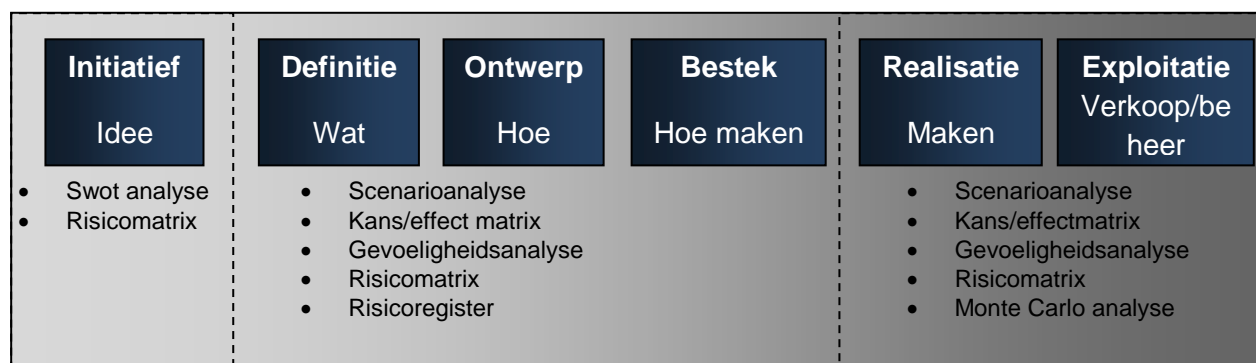 Initiatief
Idee
Definitie
Wat
Ontwerp
Hoe
Bestek
Hoe maken
Realisatie
Maken
Exploitatie
Verkoop/be
heer
• Swot analyse
• Risicomatrix
• Scenarioanalyse
• Kans/effect matrix
• Gevoeligheidsanalyse
• Risicomatrix
• Risicoregister
• Scenarioanalyse
• Kans/effectmatrix
• Gevoeligheidsanalyse
• Risicomatrix
• Monte Carlo analyse